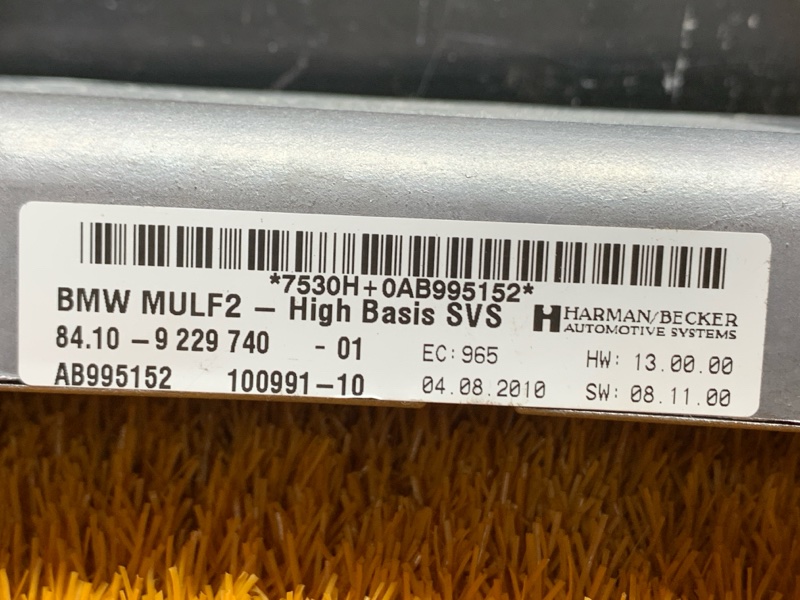 *7530H+0AB995152*
BMW MULF2 – High Basis SVS
HARMAN/BECKER
AUTOMOTIVE SYSTEMS
84.10 - 9 229 740 - 01
EC: 965
HW: 13.00.00
AB995152
100991-10
04.08.2010
SW: 08.11.00